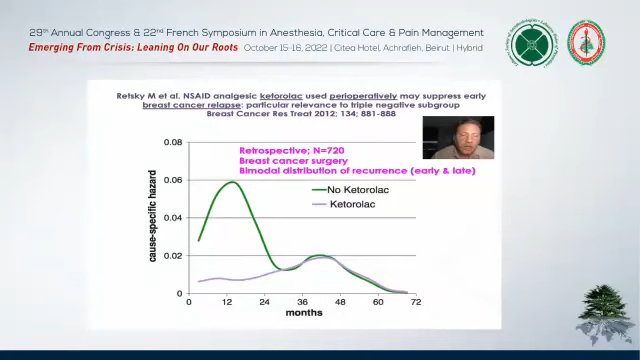 29th Annual Congress & 22nd French Symposium in Anesthesia, Critical Care & Pain Management
Emerging From Crisis: Leaning On Our Roots October 15-16, 2022 | Citea Hotel, Achrafieh, Beirut | Hybrid
Retsky M et al. NSAID analgesic ketorolac used perioperatively may suppress early
breast cancer relapse: particular relevance to triple negative subgroup
Breast Cancer Res Treat 2012; 134; 881-888
Retrospective; N=720
Breast cancer surgery
Bimodal distribution of recurrence (early & late)
No Ketorolac
Ketorolac
cause-specific hazard
0.08
0.06
0.04
0.02
0
0 12 24 36 48 60 72
months